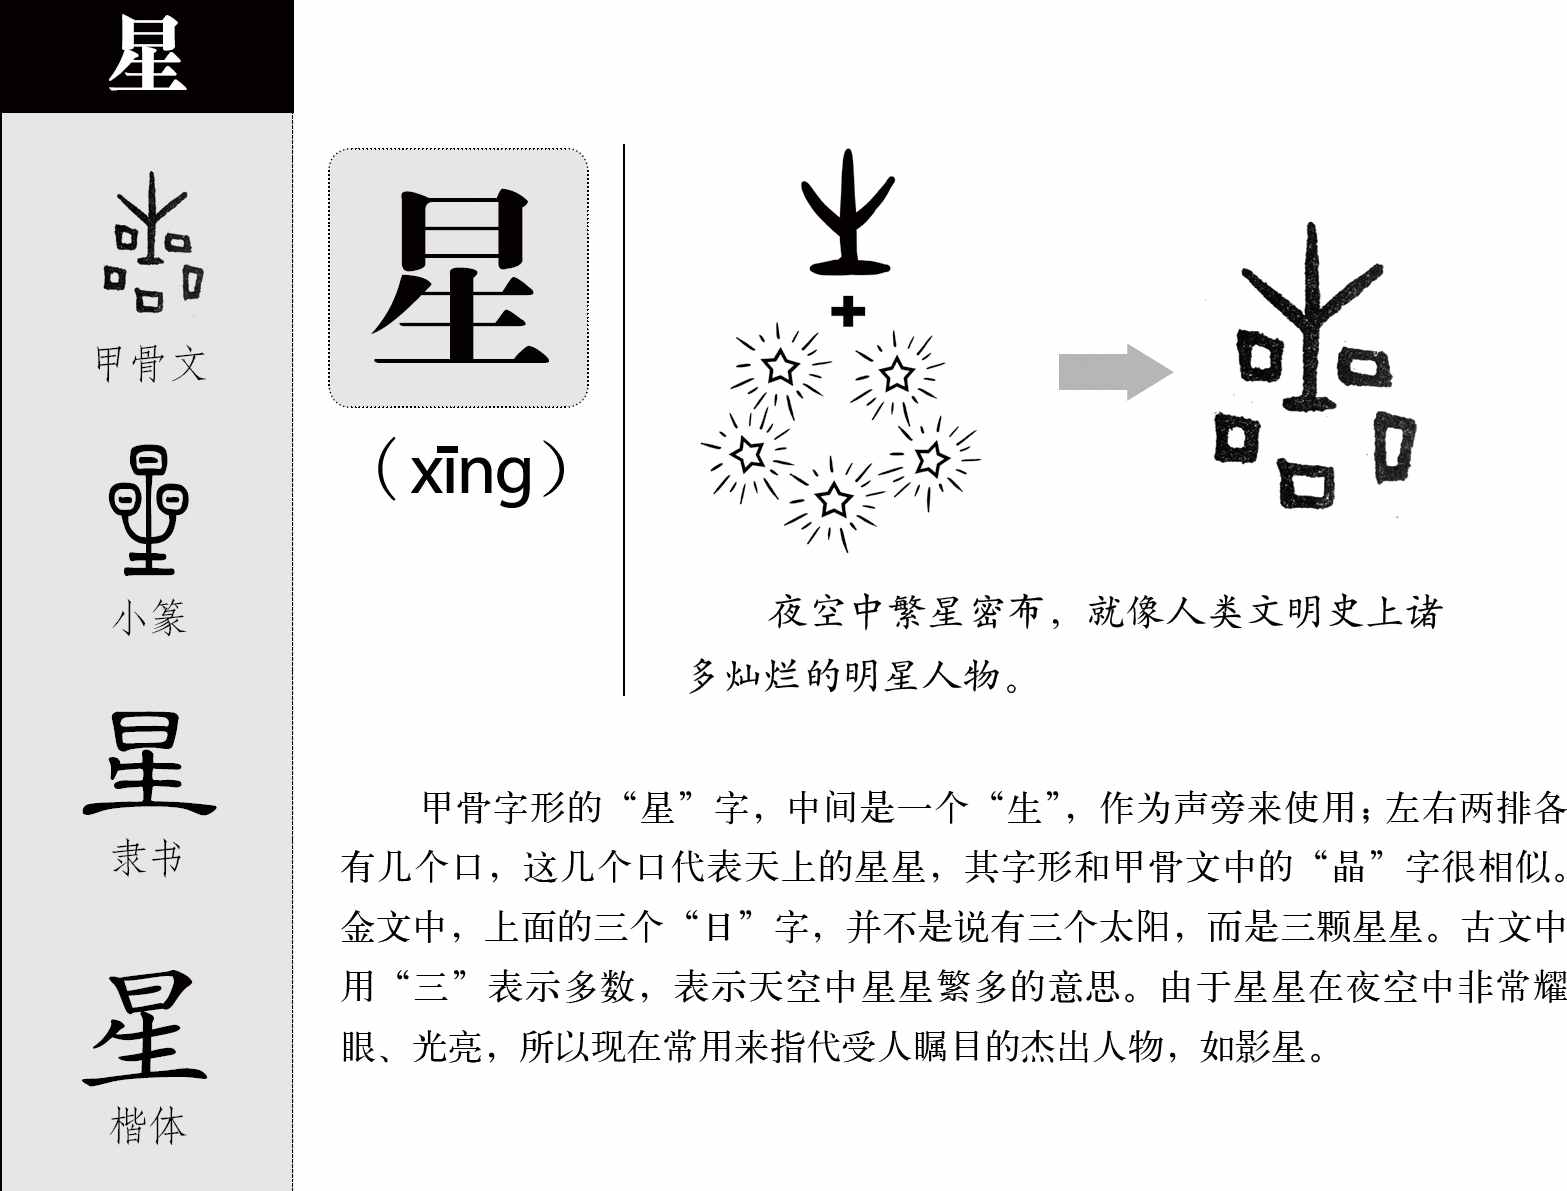 星
甲骨文
小篆
隶书
星
楷体
星
星
（xīng）
夜空中繁星密布，就像人类文明史上诸
多灿烂的明星人物。
甲骨字形的“星”字，中间是一个“生”，作为声旁来使用；左右两排各
有几个口，这几个口代表天上的星星，其字形和甲骨文中的“晶”字很相似。
金文中，上面的三个“日”字，并不是说有三个太阳，而是三颗星星。古文中
用“三”表示多数，表示天空中星星繁多的意思。由于星星在夜空中非常耀
眼、光亮，所以现在常用来指代受人瞩目的杰出人物，如影星。